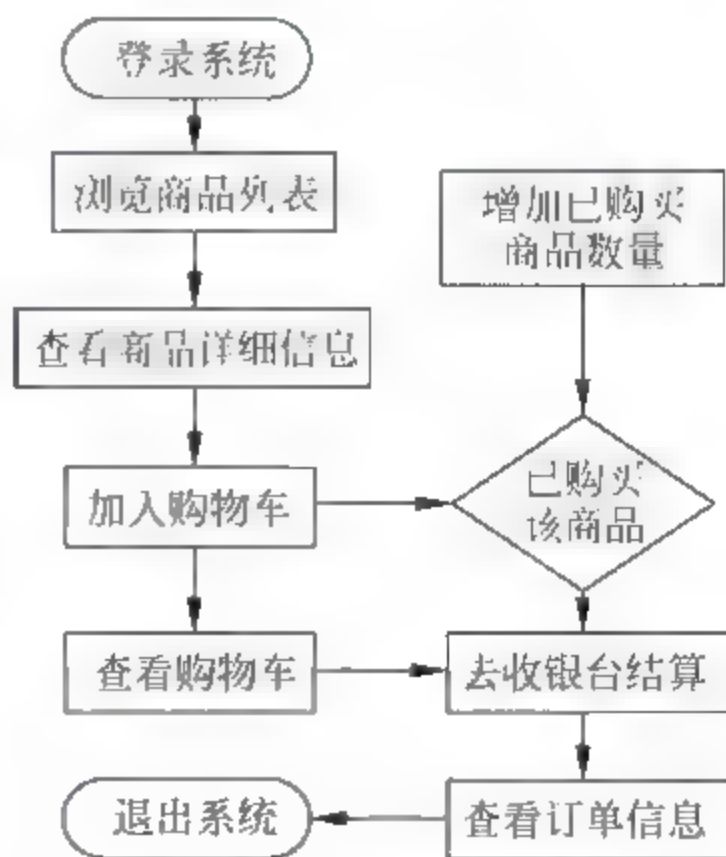 登录系统
浏览商品列表
查看商品详细信息
加入购物车
查看购物车
增加已购买
商品数量
已购买
该商品
去收银台结算
查看订单信息
退出系统